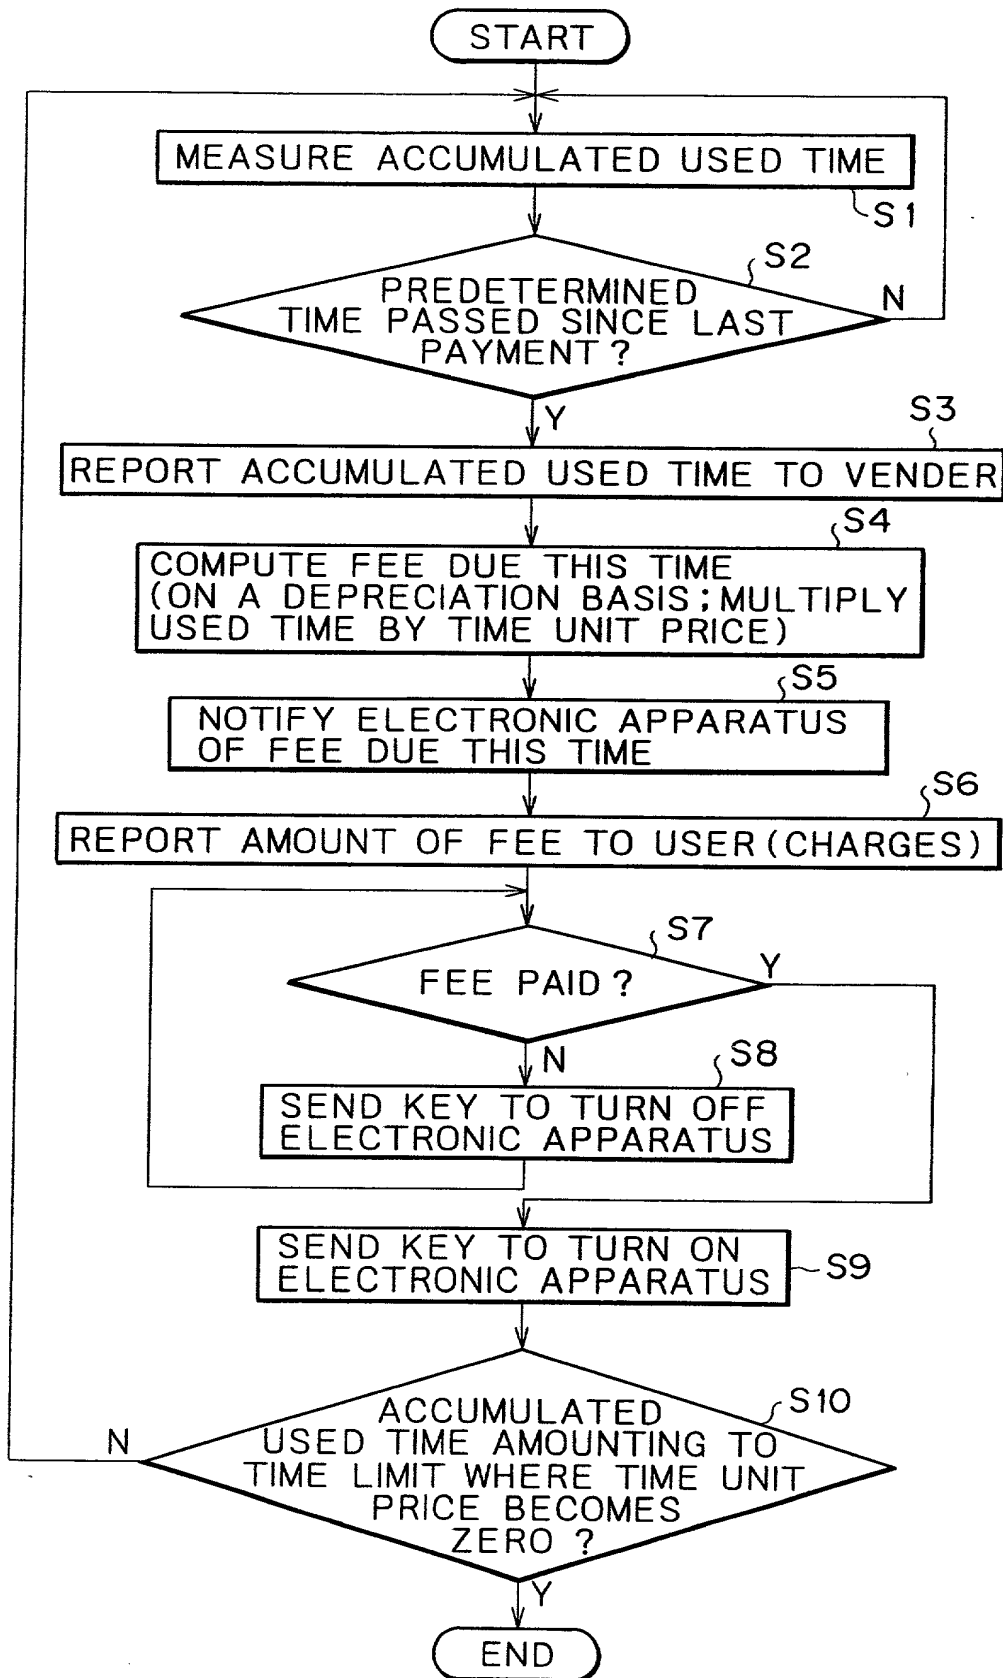 START
MEASURE ACCUMULATED USED TIME
S1
S2
PREDETERMINED
TIME PASSED SINCE LAST
PAYMENT?
N
Y
S3
REPORT ACCUMULATED USED TIME TO VENDER
S4
COMPUTE FEE DUE THIS TIME
(ON A DEPRECIATION BASIS; MULTIPLY
USED TIME BY TIME UNIT PRICE)
S5
NOTIFY ELECTRONIC APPARATUS
OF FEE DUE THIS TIME
S6
REPORT AMOUNT OF FEE TO USER (CHARGES)
S7
FEE PAID?
Y
N
S8
SEND KEY TO TURN OFF
ELECTRONIC APPARATUS
SEND KEY TO TURN ON
ELECTRONIC APPARATUS
S9
S10
ACCUMULATED
USED TIME AMOUNTING TO
TIME LIMIT WHERE TIME UNIT
PRICE BECOMES
ZERO ?
N
Y
END